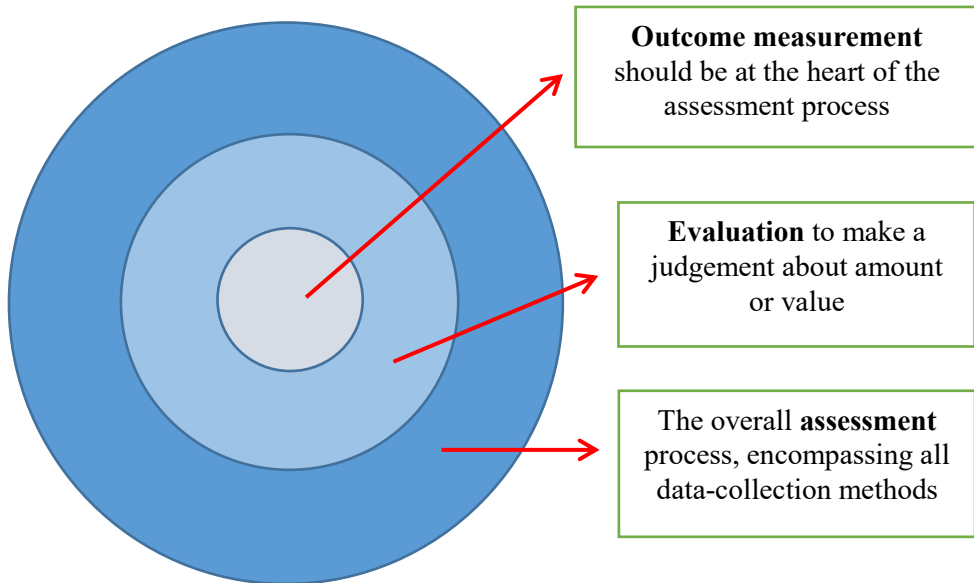 Outcome measurement
should be at the heart of the
assessment process
Evaluation to make a
judgement about amount
or value
The overall assessment
process, encompassing all
data-collection methods